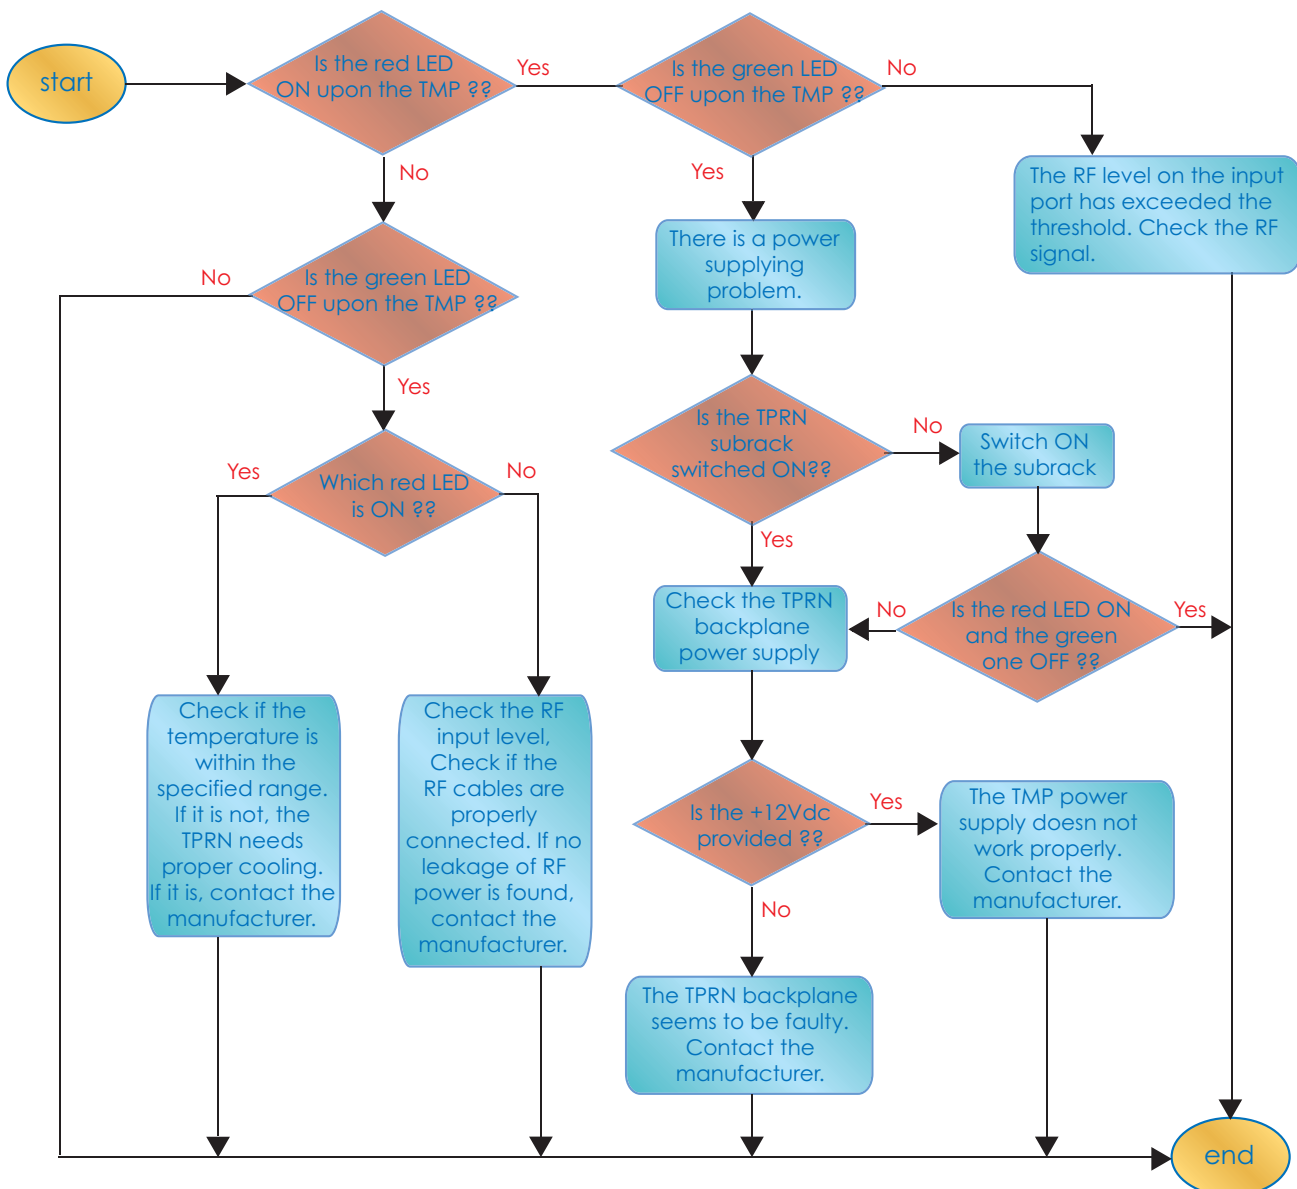 start
Is the red LED
ON upon the TMP ??
Yes
Is the green LED
OFF upon the TMP ??
No
The RF level on the input
port has exceeded the
threshold. Check the RF
signal.
No
Yes
There is a power
supplying
problem.
No
Is the green LED
OFF upon the TMP ??
Yes
Is the TPRN
subrack
switched ON??
No
Switch ON
the subrack
Yes
Which red LED
is ON ??
No
Yes
Check the TPRN
backplane
power supply
No
Is the red LED ON
and the green
one OFF ??
Yes
Check if the
temperature is
within the
specified range.
If it is not, the
TPRN needs
proper cooling.
If it is, contact the
manufacturer.
Check the RF
input level,
Check if the
RF cables are
properly
connected. If no
leakage of RF
power is found,
contact the
manufacturer.
Is the +12Vdc
provided ??
Yes
The TMP power
supply doesn not
work properly.
Contact the
manufacturer.
No
The TPRN backplane
seems to be faulty.
Contact the
manufacturer.
end